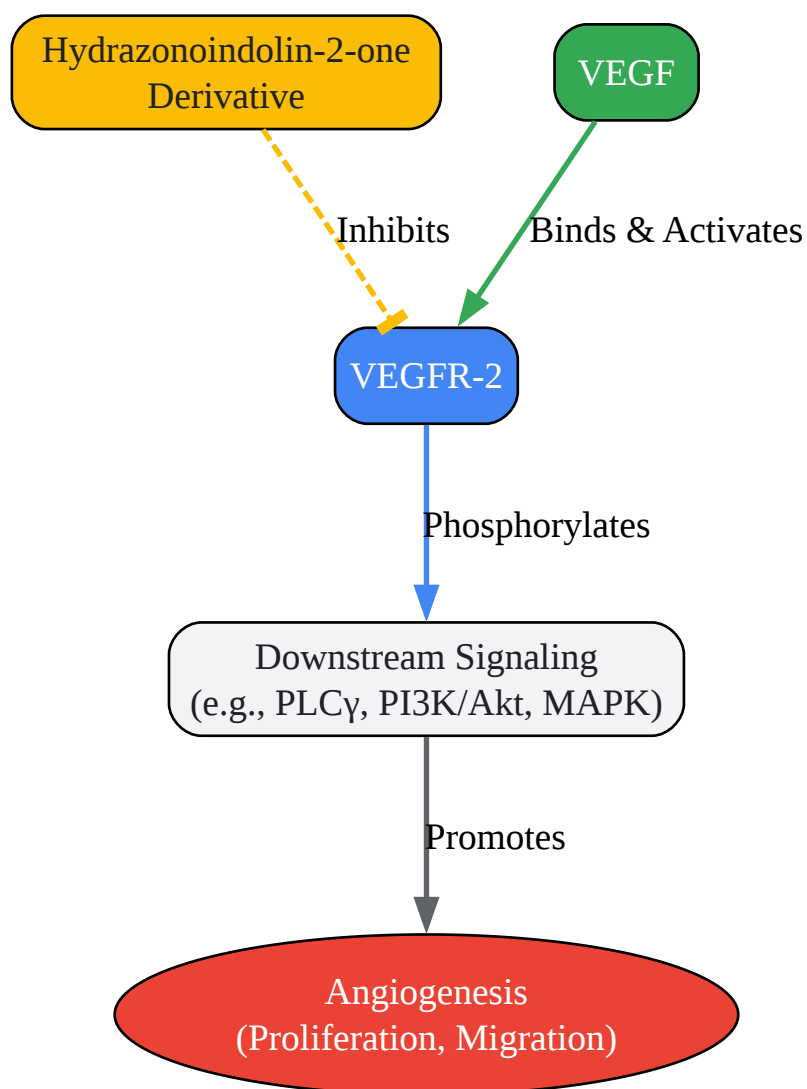 Hydrazonoindolin-2-one
Derivative
VEGF
Inhibits
Binds & Activates
VEGFR-2
Phosphorylates
Downstream Signaling
(e.g., PLCγ, PI3K/Akt, MAPK)
Promotes
Angiogenesis
(Proliferation, Migration)